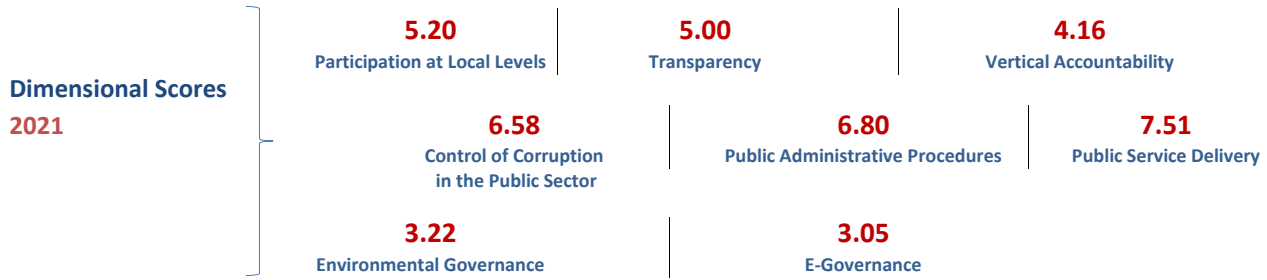 5.20
Participation at Local Levels
5.00
Transparency
4.16
Vertical Accountability
Dimensional Scores
2021
6.58
Control of Corruption
in the Public Sector
6.80
Public Administrative Procedures
7.51
Public Service Delivery
3.22
Environmental Governance
3.05
E-Governance